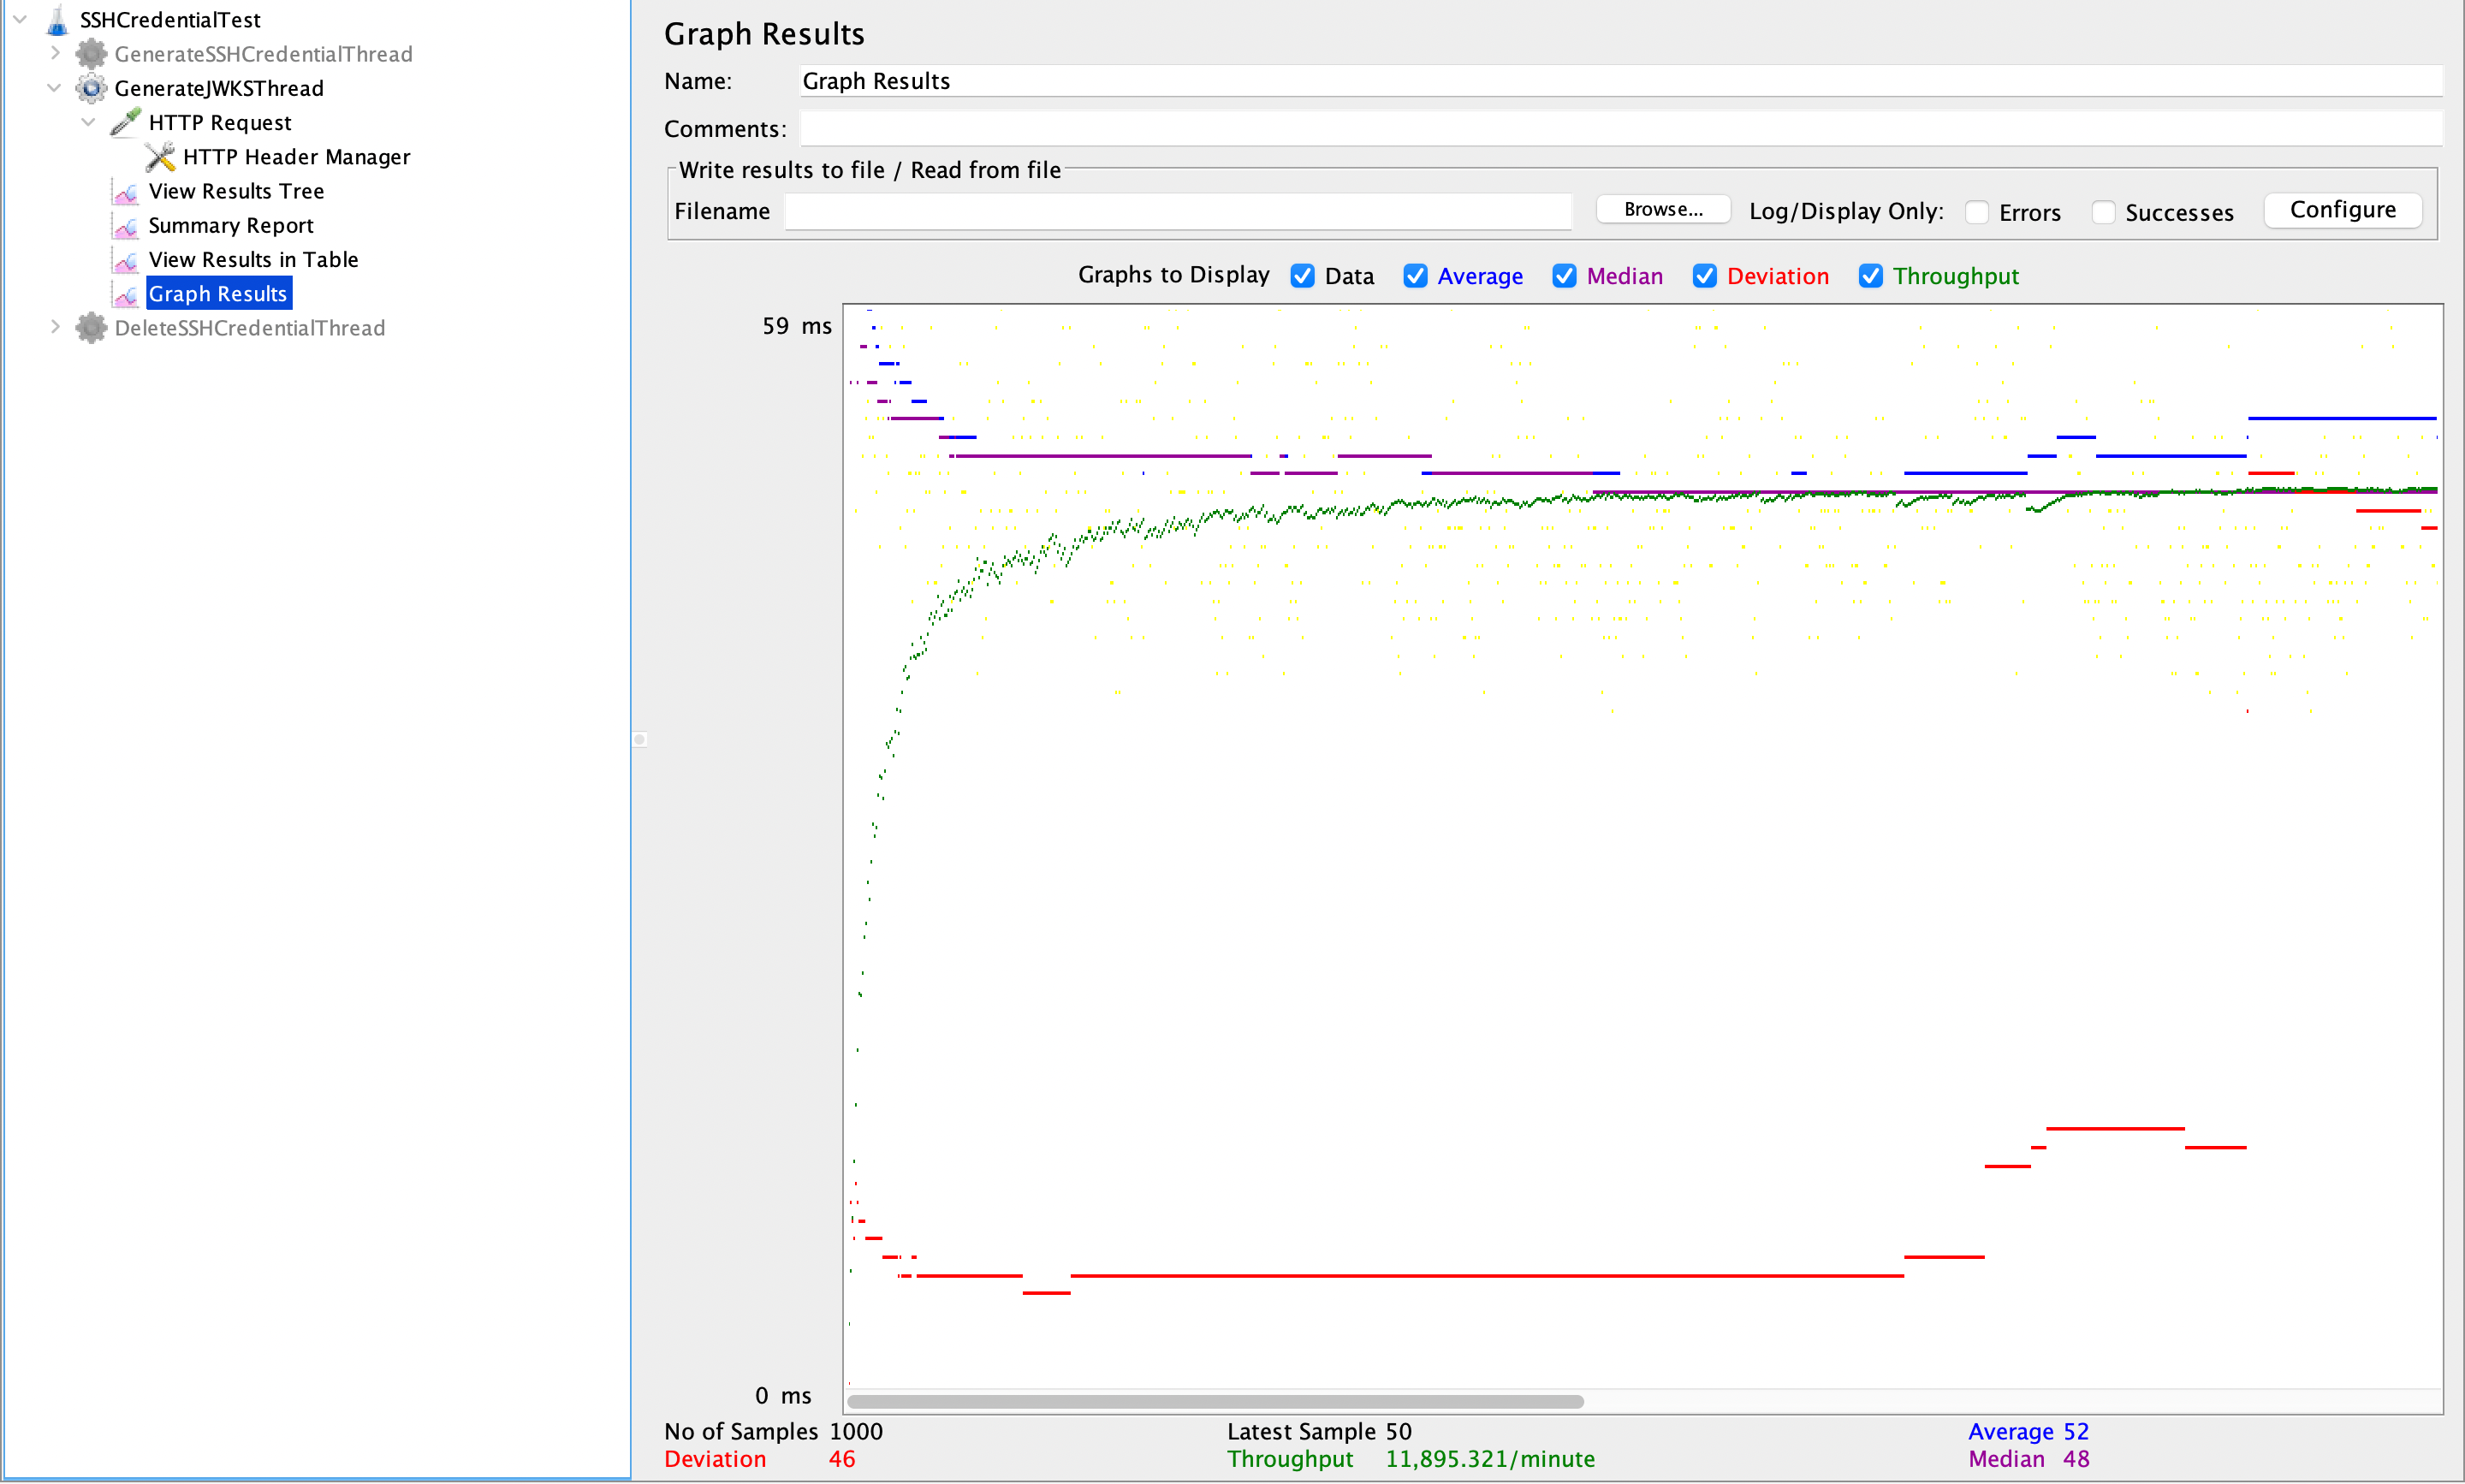 SSHCredentialTest
GenerateSSHCredentialThread
GenerateJWKSThread
HTTP Request
HTTP Header Manager
View Results Tree
Summary Report
View Results in Table
Graph Results
DeleteSSHCredentialThread
Graph Results
Name: Graph Results
Comments:
Write results to file / Read from file
Filename Browse... Log/Display Only: Errors Successes Configure
Graphs to Display Data Average Median Deviation Throughput
59 ms
0 ms
No of Samples 1000 Latest Sample 50 Average 52
Deviation 46 Throughput 11,895.321/minute Median 48